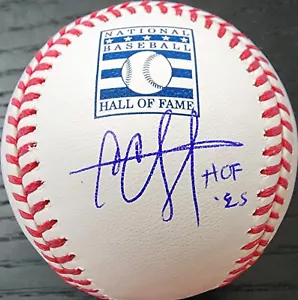 NATIONAL
BASEBALL
HALL OF FAME
HOF
'25